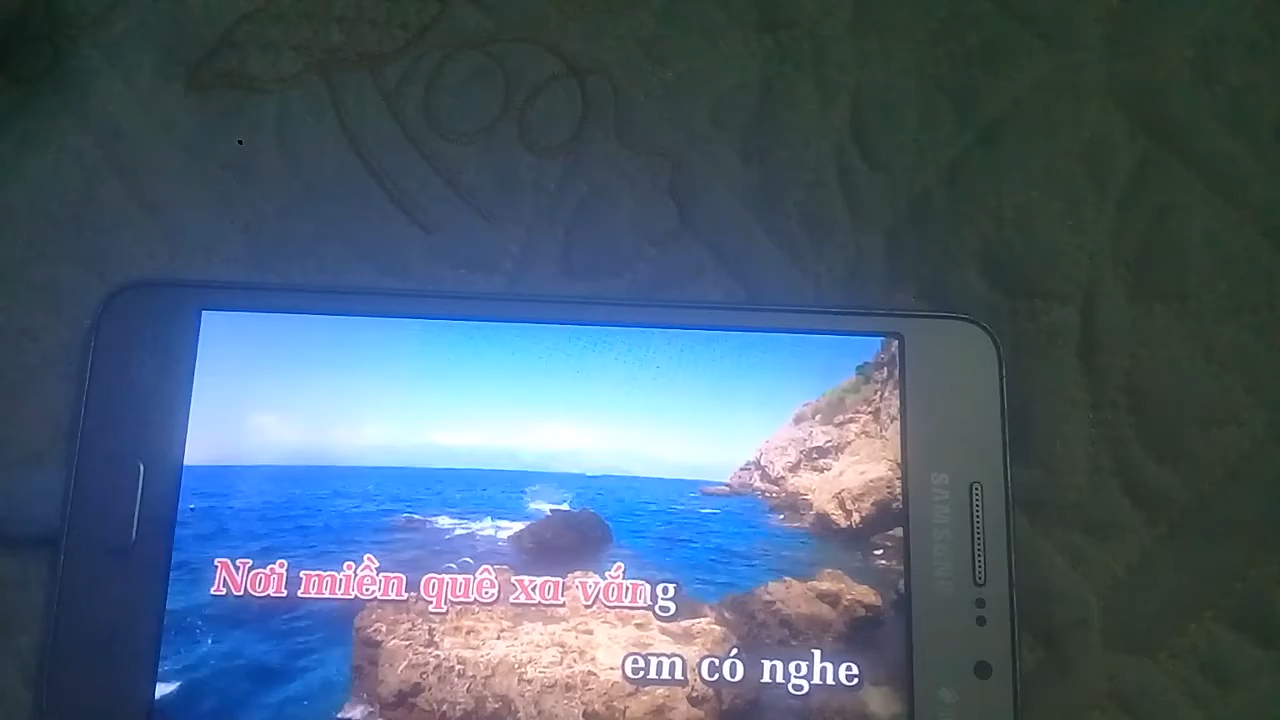 Nơi miền quê xa vắng
em có nghe
SAMSUNG